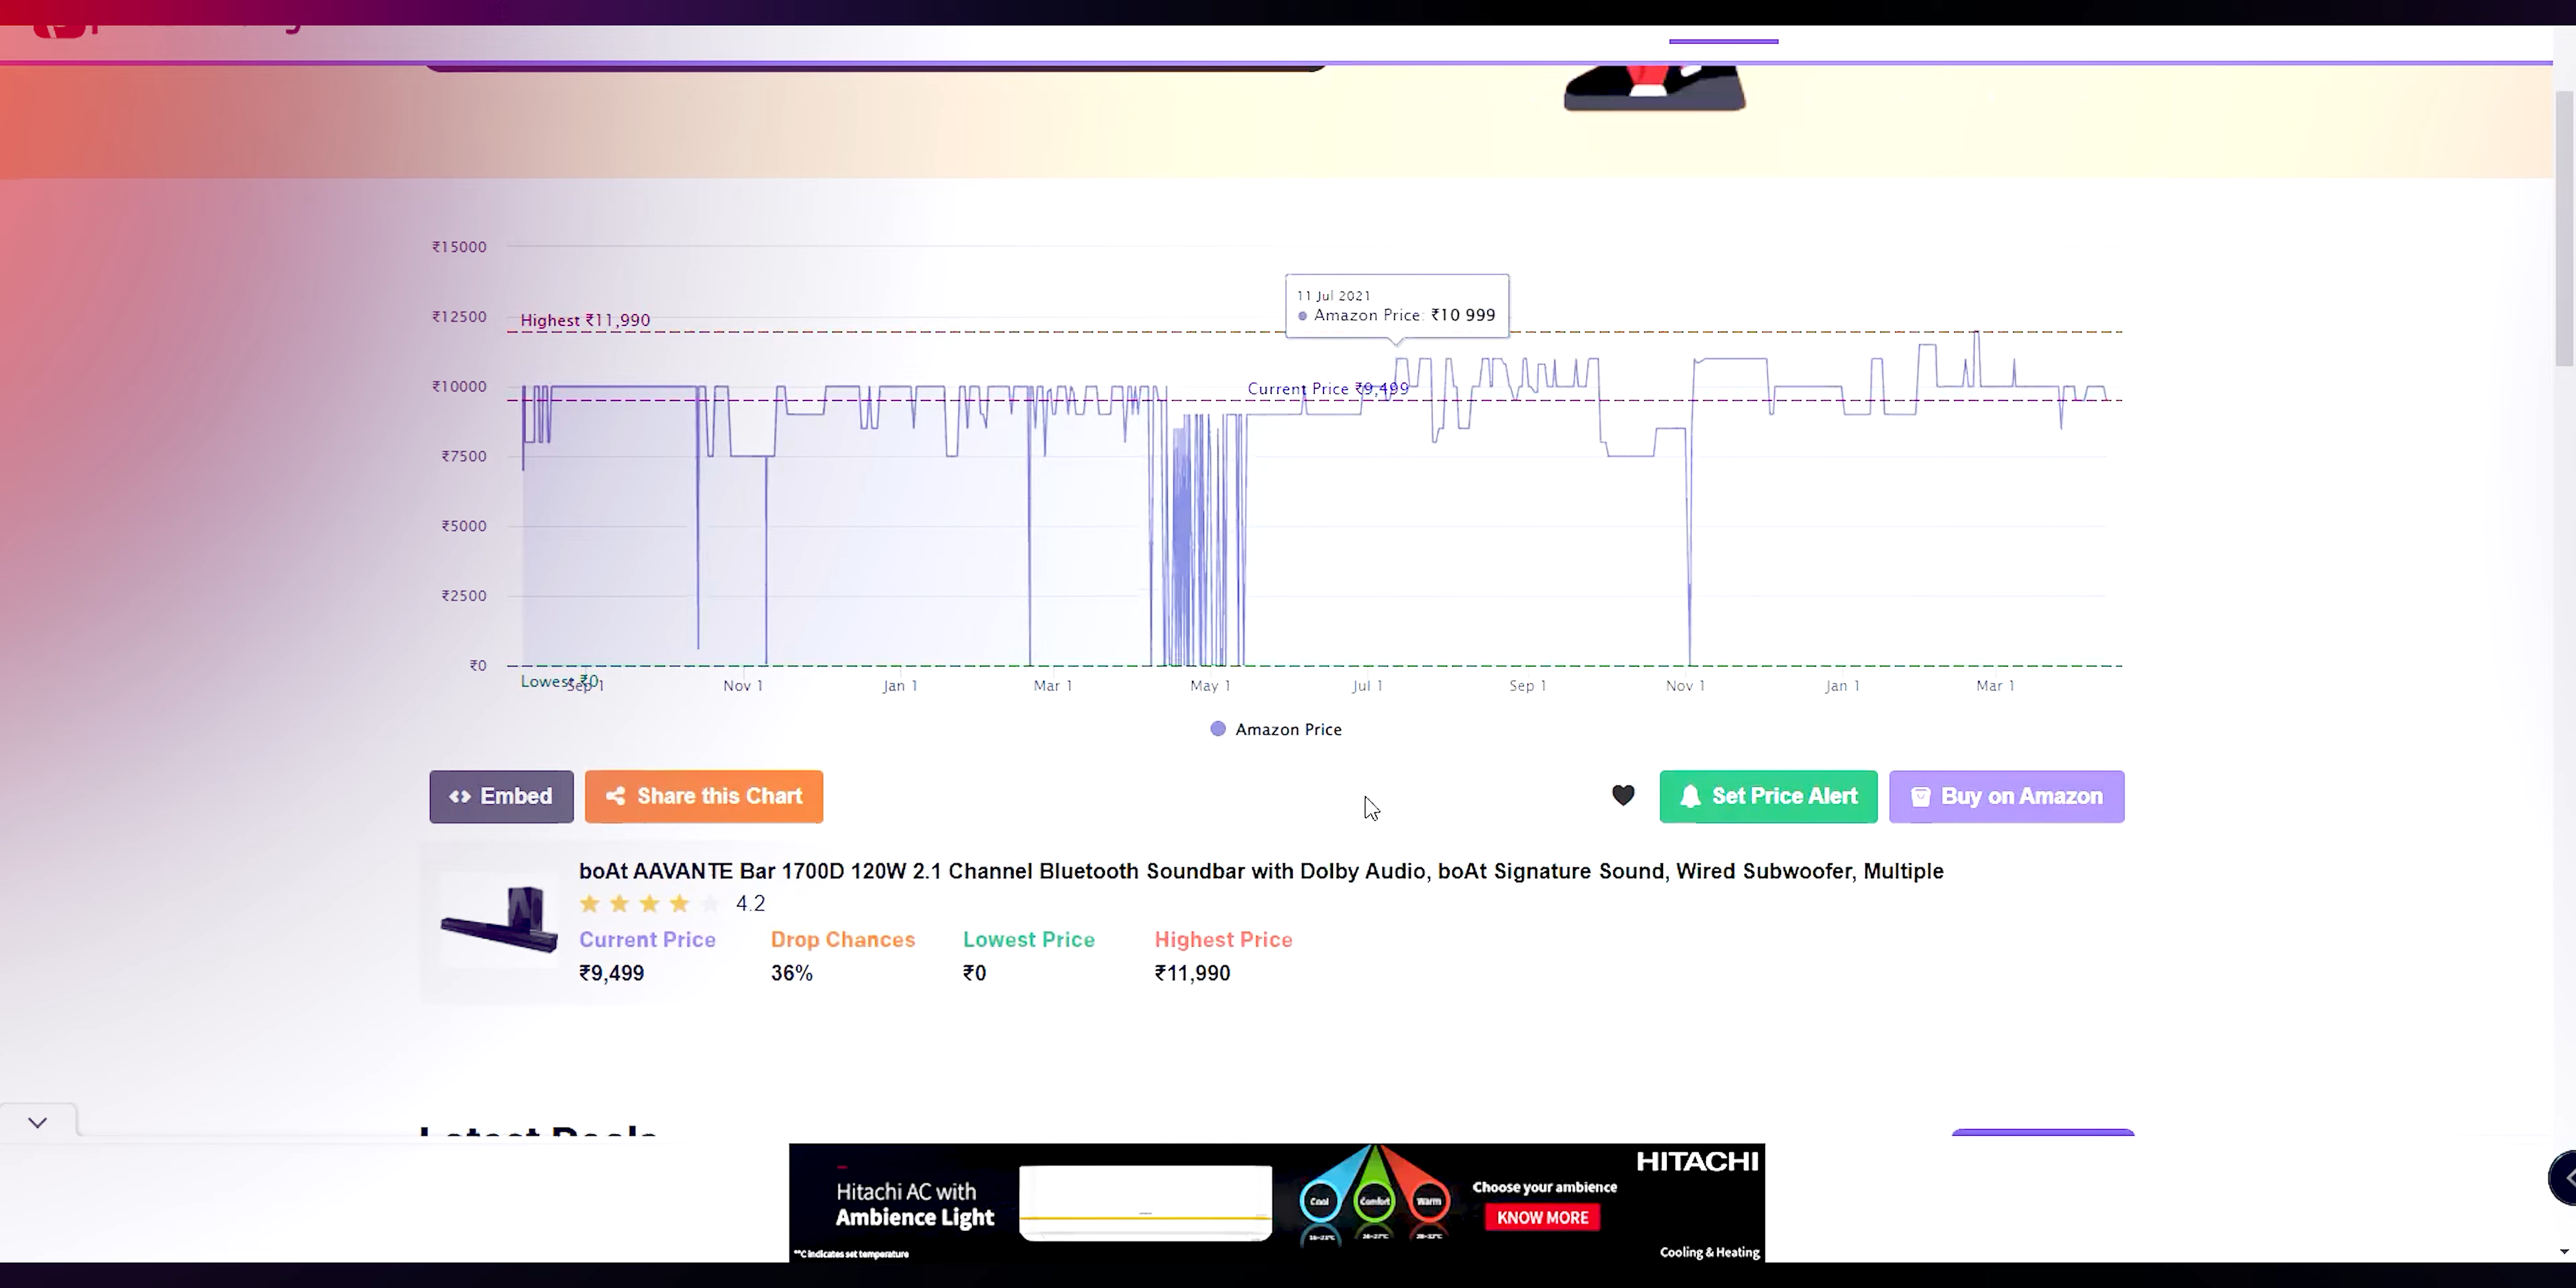 ₹15000
11 Jul 2021
Amazon Price: ₹10 999
₹12500
Highest ₹11,990
₹10000
Current Price ₹9,499
₹7500
₹5000
₹2500
₹0
Lowest ₹0
Sep 1 Nov 1 Jan 1 Mar 1 May 1 Jul 1 Sep 1 Nov 1 Jan 1 Mar 1
Amazon Price
Embed Share this Chart Set Price Alert Buy on Amazon
boAt AAVANTE Bar 1700D 120W 2.1 Channel Bluetooth Soundbar with Dolby Audio, boAt Signature Sound, Wired Subwoofer, Multiple
4.2
Current Price Drop Chances Lowest Price Highest Price
₹9,499 36% ₹0 ₹11,990
Latest Deals
HITACHI
Hitachi AC with
Ambience Light
Cool Comfort Warm
Choose your ambience
KNOW MORE
°C indicates set temperature
Cooling & Heating